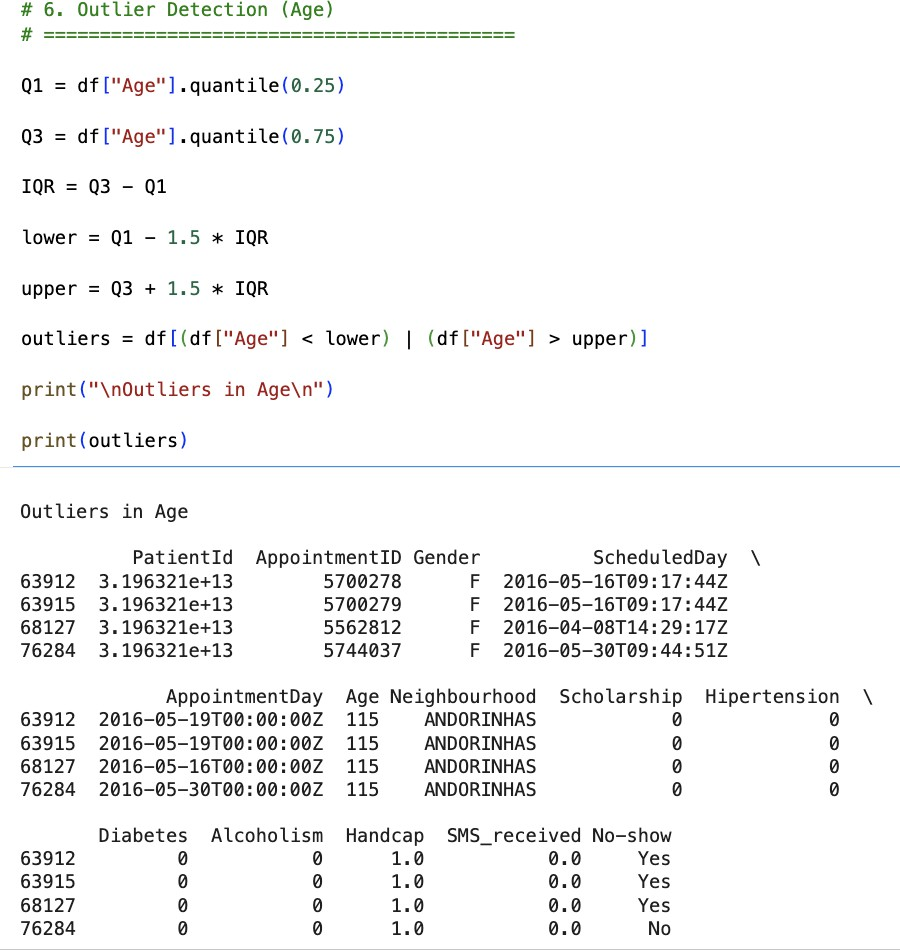 # 6. Outlier Detection (Age)
# ==========================================
Q1 = df["Age"].quantile(0.25)
Q3 = df["Age"].quantile(0.75)
IQR = Q3 - Q1
lower = Q1 - 1.5 * IQR
upper = Q3 + 1.5 * IQR
outliers = df[(df["Age"] < lower) | (df["Age"] > upper)]
print("\nOutliers in Age\n")
print(outliers)
Outliers in Age
PatientId AppointmentID Gender ScheduledDay \
63912 3.196321e+13 5700278 F 2016-05-16T09:17:44Z
63915 3.196321e+13 5700279 F 2016-05-16T09:17:44Z
68127 3.196321e+13 5562812 F 2016-04-08T14:29:17Z
76284 3.196321e+13 5744037 F 2016-05-30T09:44:51Z
AppointmentDay Age Neighbourhood Scholarship Hipertension \
63912 2016-05-19T00:00:00Z 115 ANDORINHAS 0 0
63915 2016-05-19T00:00:00Z 115 ANDORINHAS 0 0
68127 2016-05-16T00:00:00Z 115 ANDORINHAS 0 0
76284 2016-05-30T00:00:00Z 115 ANDORINHAS 0 0
Diabetes Alcoholism Handcap SMS_received No-show
63912 0 0 1.0 0.0 Yes
63915 0 0 1.0 0.0 Yes
68127 0 0 1.0 0.0 Yes
76284 0 0 1.0 0.0 No